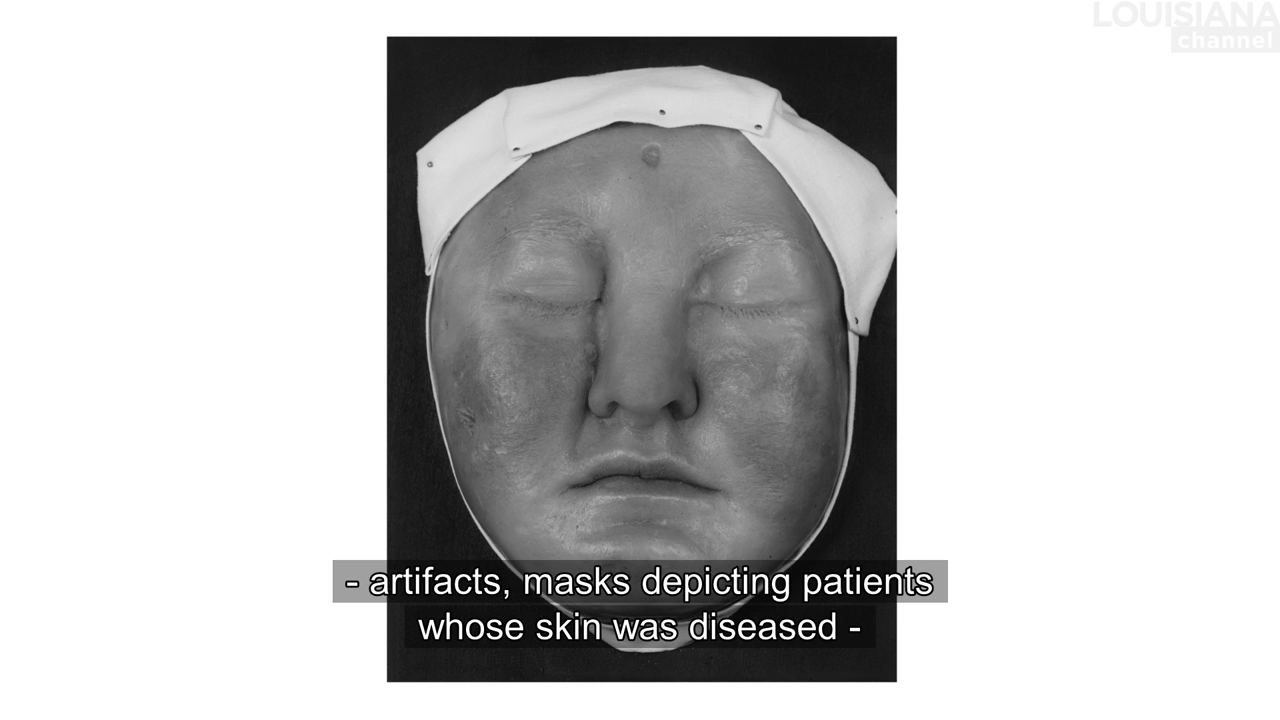 LOUISIANA
channel
- artifacts, masks depicting patients
whose skin was diseased -